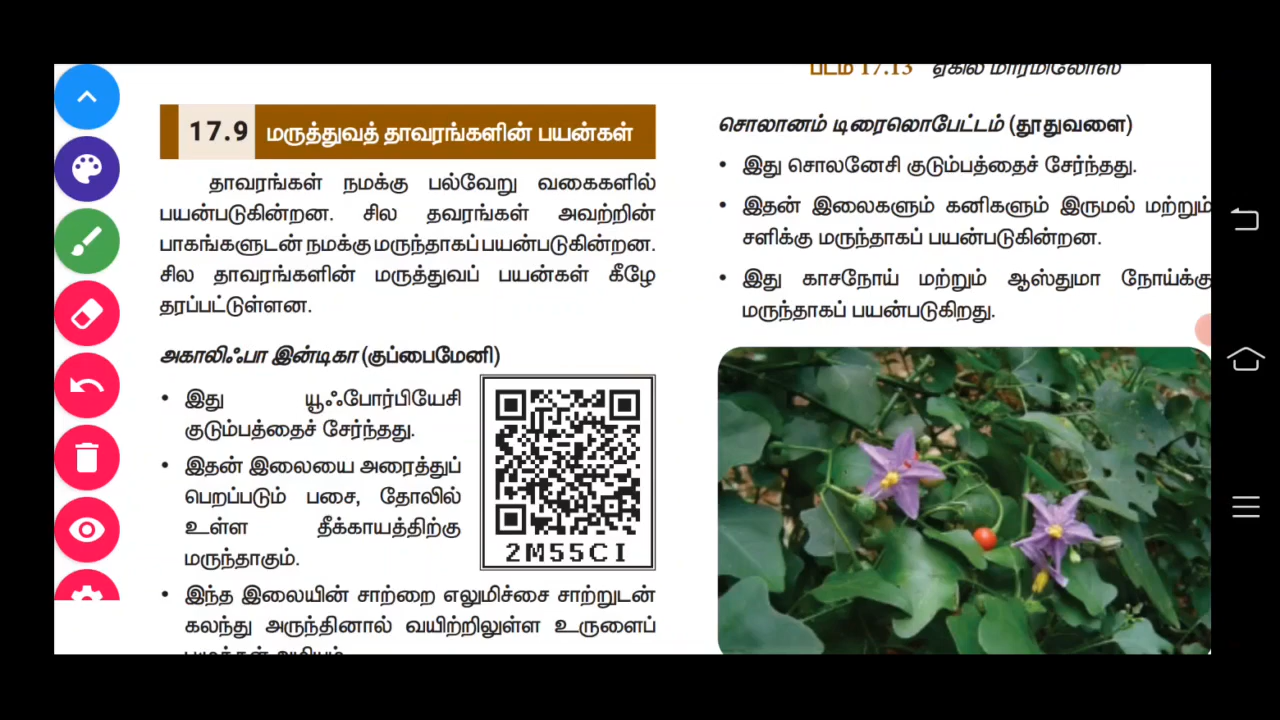 17.9 மருத்துவத் தாவரங்களின் பயன்கள்
தாவரங்கள் நமக்கு பல்வேறு வகைகளில்
பயன்படுகின்றன. சில தவரங்கள் அவற்றின்
பாகங்களுடன் நமக்கு மருந்தாகப் பயன்படுகின்றன.
சில தாவரங்களின் மருத்துவப் பயன்கள் கீழே
தரப்பட்டுள்ளன.
அகாலிஃபா இன்டிகா (குப்பைமேனி)
• இது யூஃபோர்பியேசி
குடும்பத்தைச் சேர்ந்தது.
• இதன் இலையை அரைத்துப்
பெறப்படும் பசை, தோலில்
உள்ள தீக்காயத்திற்கு
மருந்தாகும்.
2M55CI
• இந்த இலையின் சாற்றை எலுமிச்சை சாற்றுடன்
கலந்து அருந்தினால் வயிற்றிலுள்ள உருளைப்
படம் 17.13 ஏகில் மார்மிலோஸ்
சொலானம் டிரைலொபேட்டம் (தூதுவளை)
• இது சொலனேசி குடும்பத்தைச் சேர்ந்தது.
• இதன் இலைகளும் கனிகளும் இருமல் மற்றும்
சளிக்கு மருந்தாகப் பயன்படுகின்றன.
• இது காசநோய் மற்றும் ஆஸ்துமா நோய்க்கு
மருந்தாகப் பயன்படுகிறது.